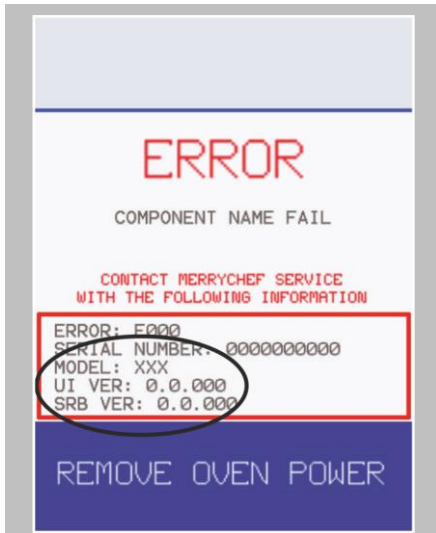 ERROR
COMPONENT NAME FAIL
CONTACT MERRYCHEF SERVICE
WITH THE FOLLOWING INFORMATION
ERROR: E000
SERIAL NUMBER: 0000000000
MODEL: XXX
UI VER: 0.0.000
SRB VER: 0.0.000
REMOVE OVEN POWER